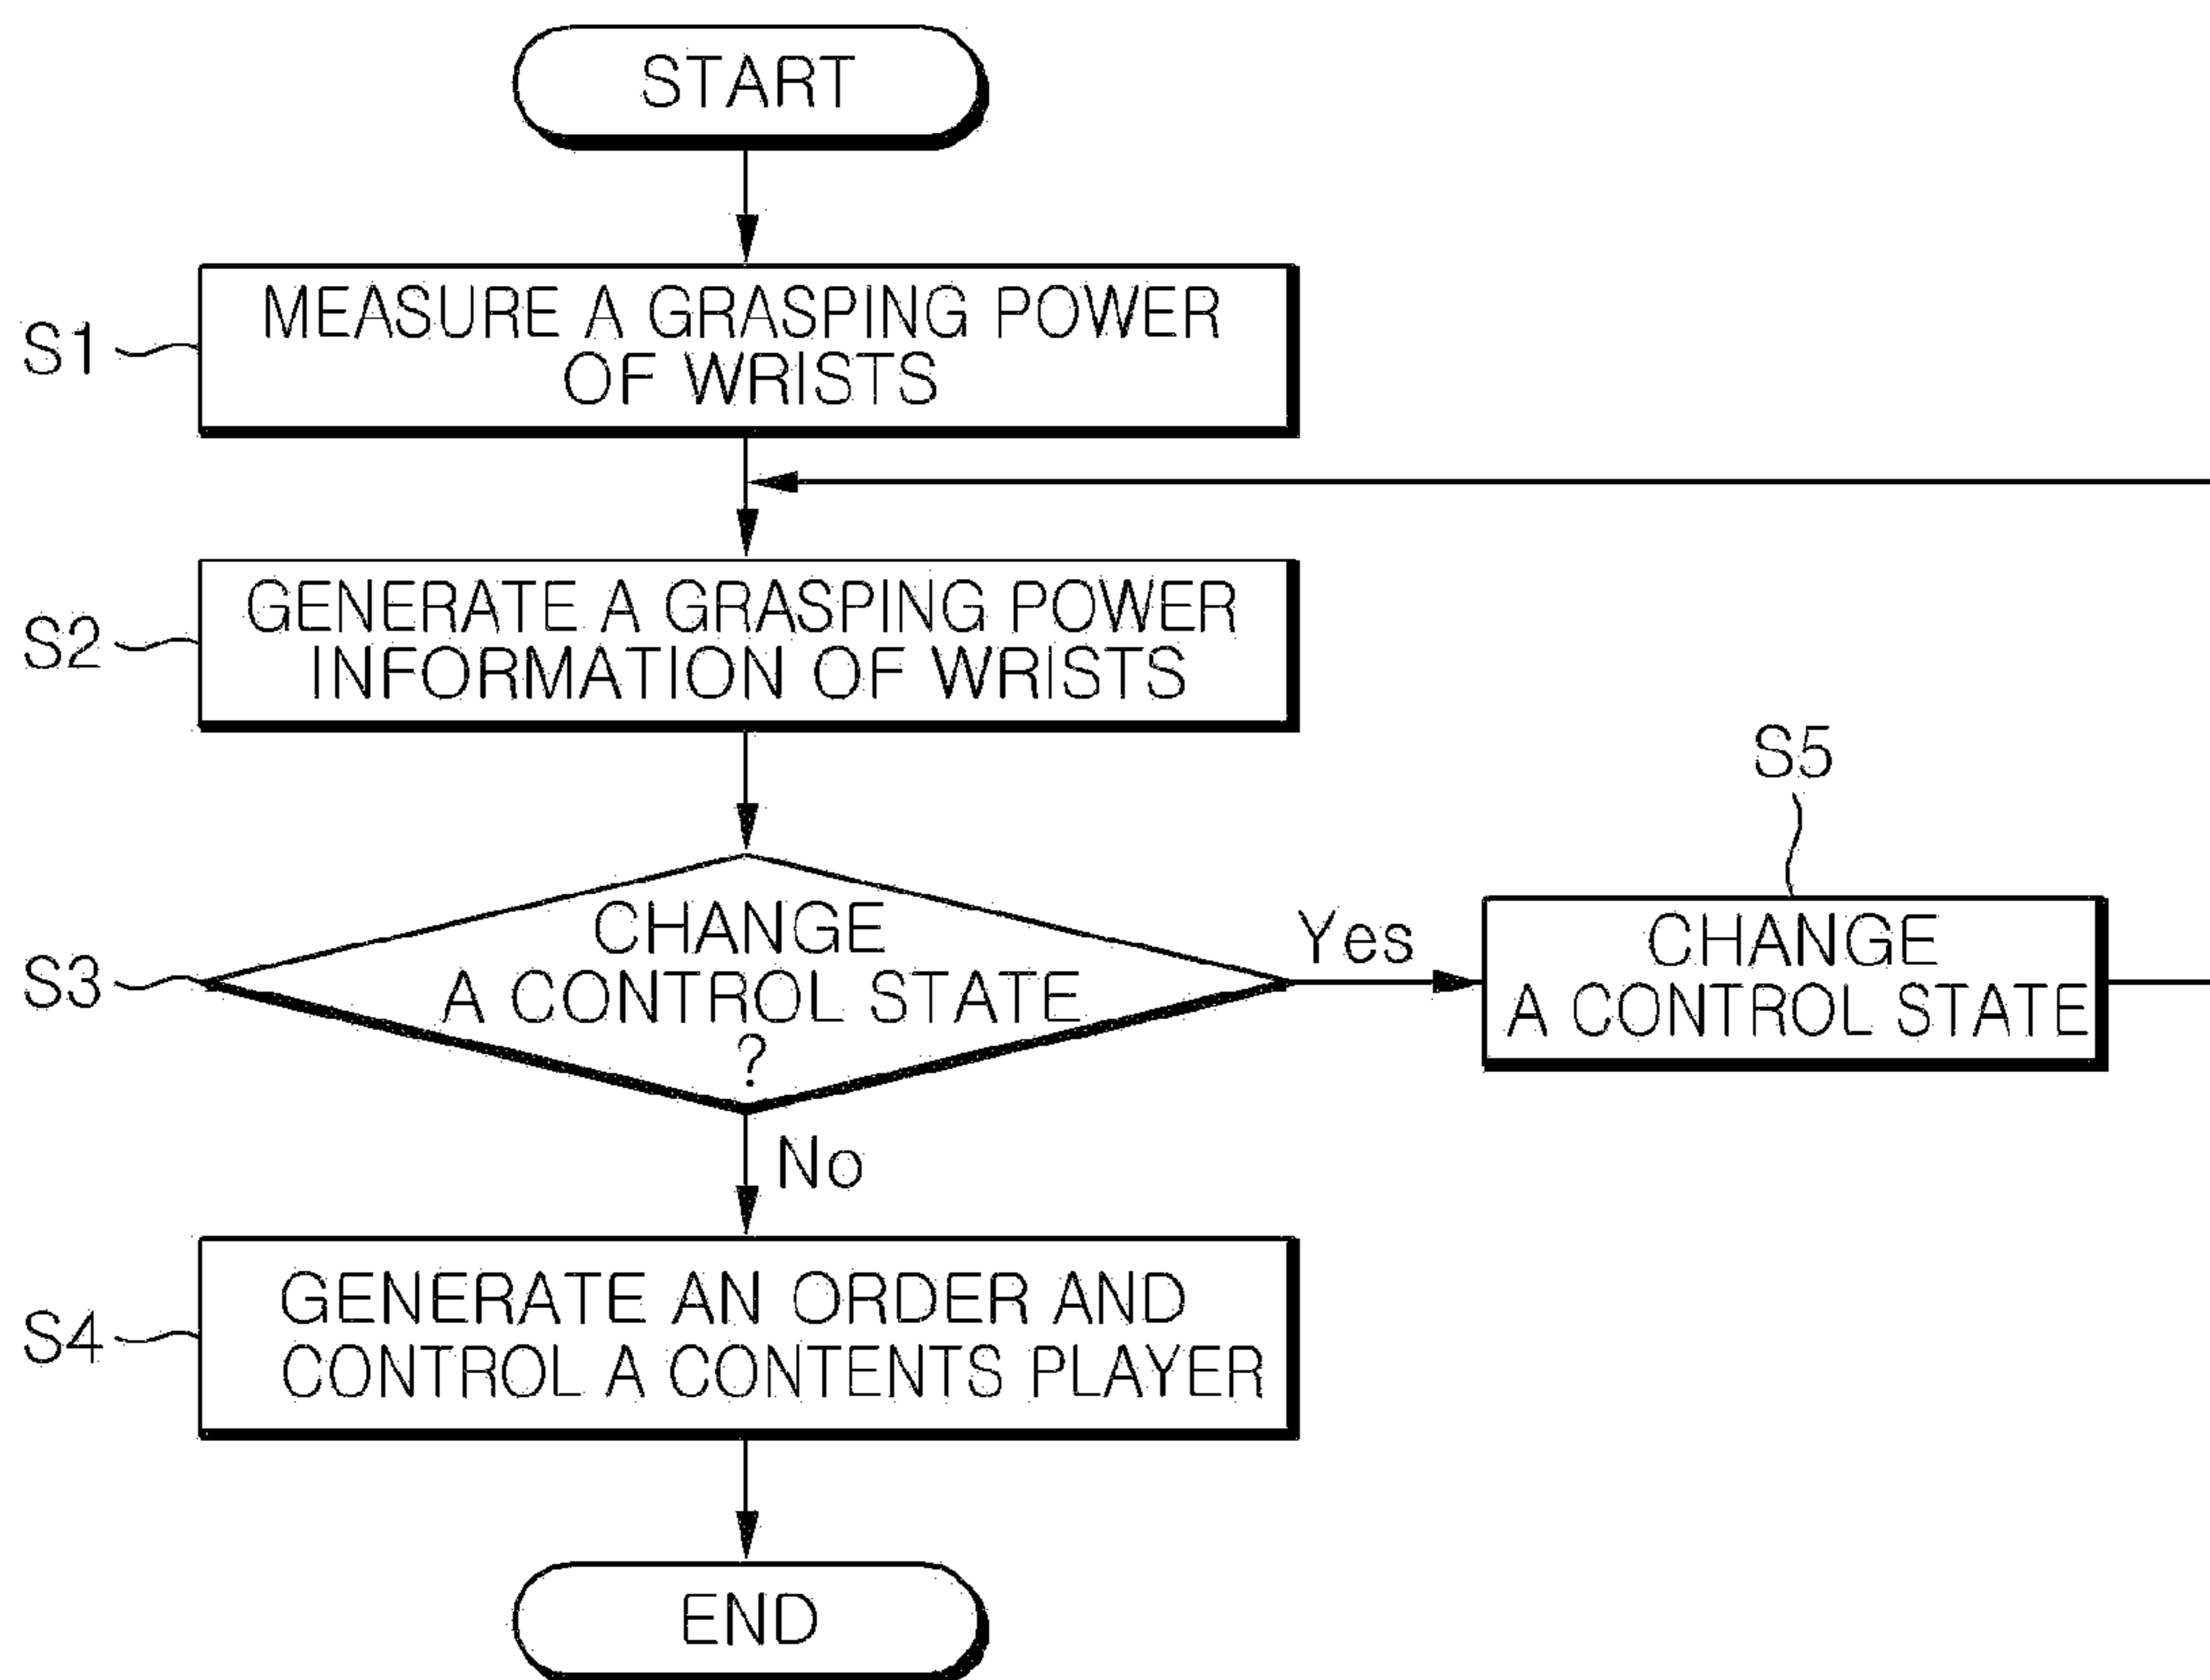 START
S1
MEASURE A GRASPING POWER
OF WRISTS
S2
GENERATE A GRASPING POWER
INFORMATION OF WRISTS
S3
CHANGE
A CONTROL STATE
?
Yes
S5
CHANGE
A CONTROL STATE
No
S4
GENERATE AN ORDER AND
CONTROL A CONTENTS PLAYER
END